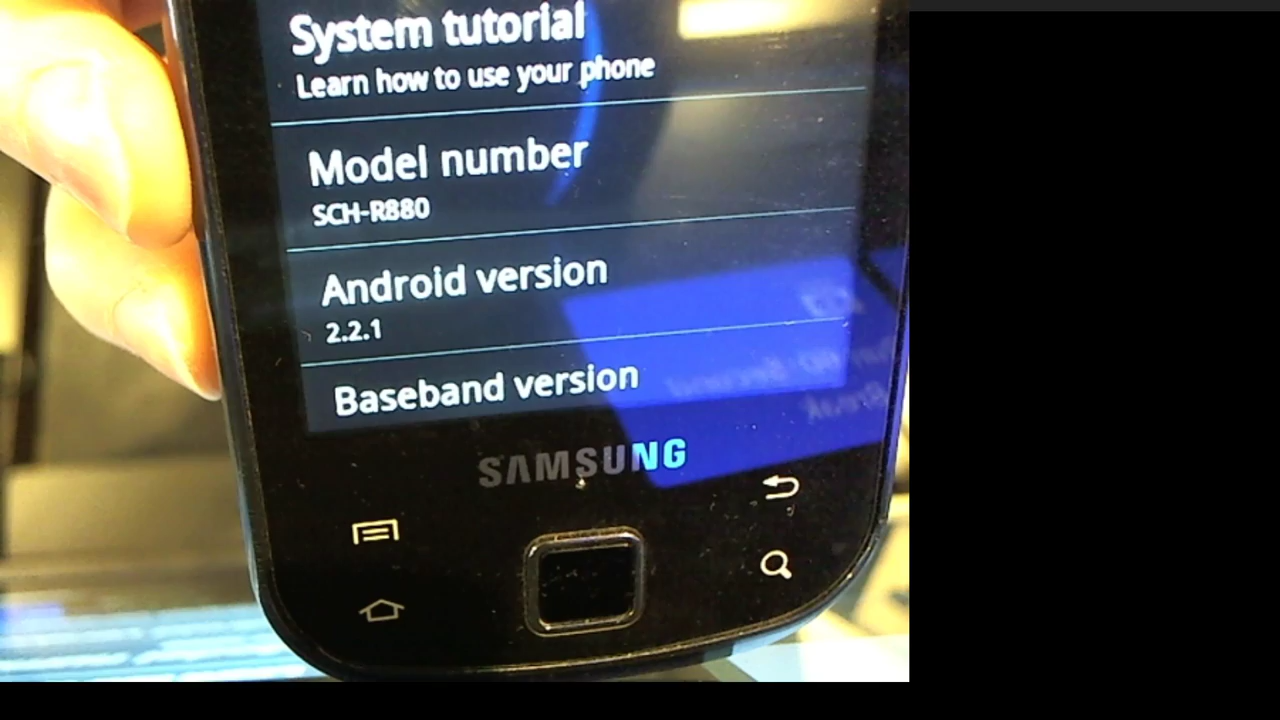 System tutorial
Learn how to use your phone
Model number
SCH-R880
Android version
2.2.1
Baseband version
SAMSUNG